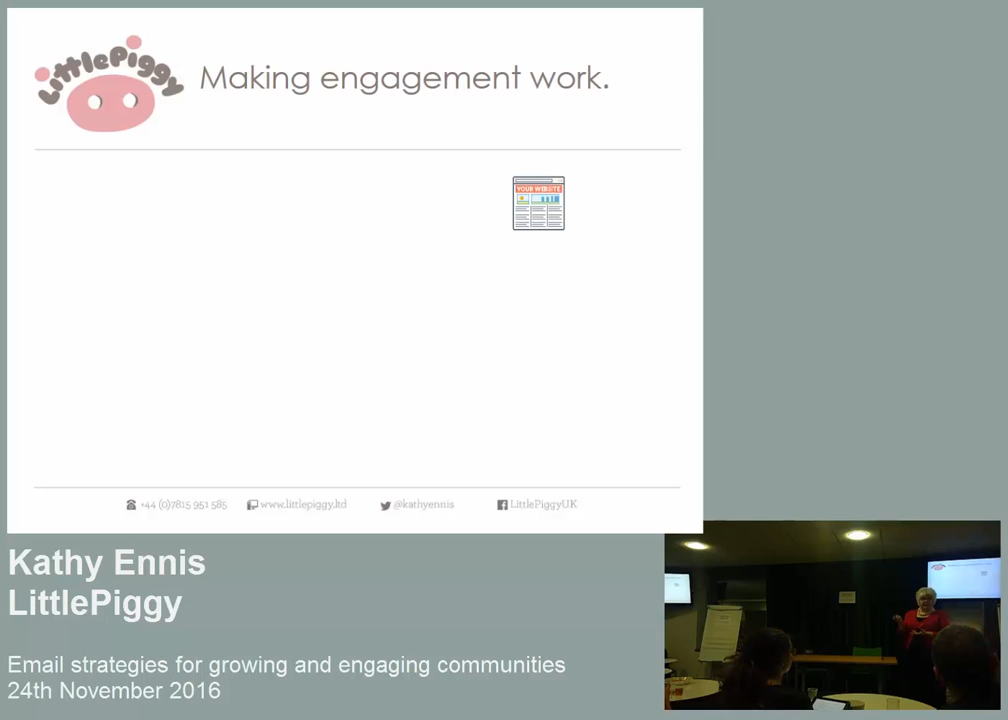 LittlePiggy
Making engagement work.
YOUR WEBSITE
+44 (0)7815 951 585 www.littlepiggy.ltd @kathyennis LittlePiggyUK
Kathy Ennis
LittlePiggy
Email strategies for growing and engaging communities
24th November 2016